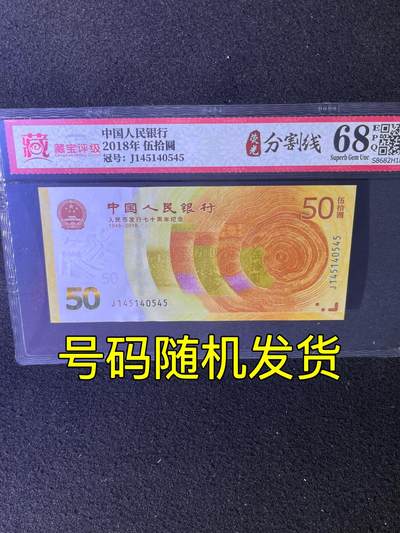 藏 藏宝评级
中国人民银行
2018年 伍拾圆
冠号: J145140545
荧光 分割线
68 EPQ
Superb Gem Unc
中国人民银行
人民币发行七十周年纪念
1948-2018
50 伍拾圆
50
50 J145140545
J145140545
号码随机发货